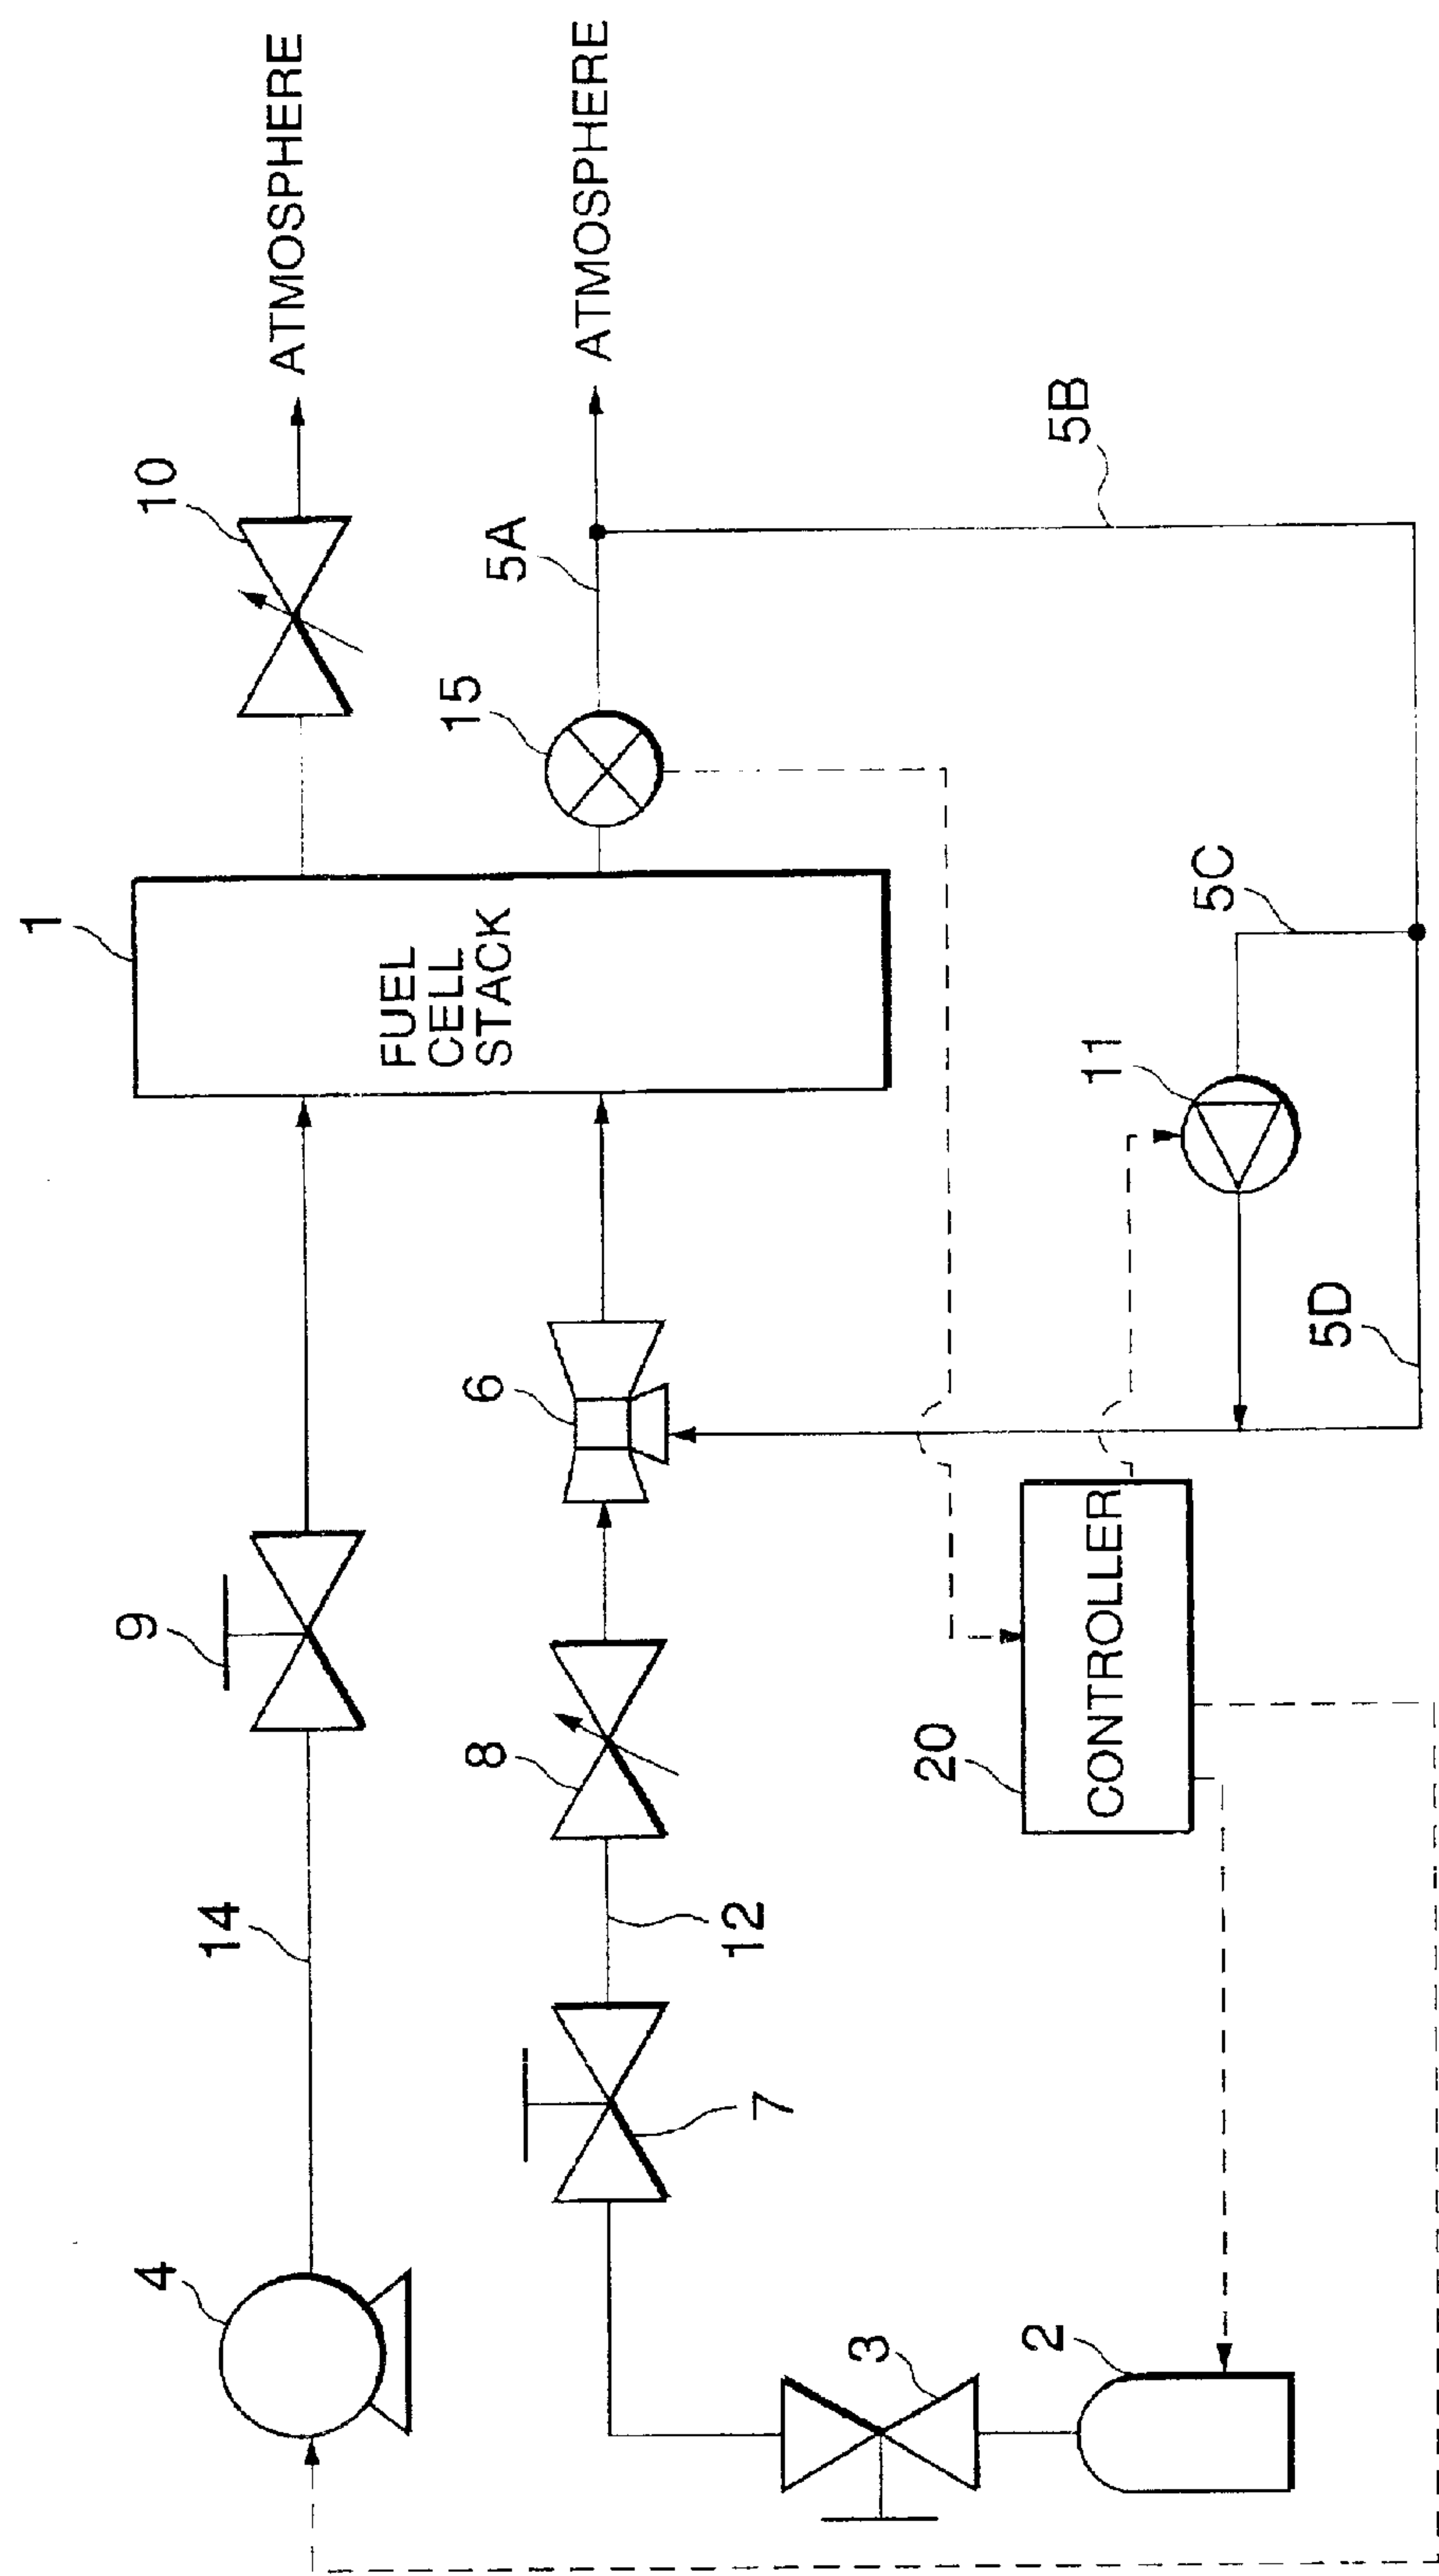 ATMOSPHERE
ATMOSPHERE
10
5A
5B
15
1
FUEL
CELL
STACK
5C
11
5D
6
9
8
20
CONTROLLER
14
12
7
4
3
2